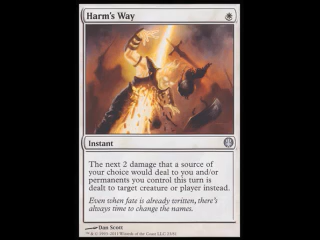 Harm's Way
Instant
The next 2 damage that a source of
your choice would deal to you and/or
permanents you control this turn is
dealt to target creature or player instead.
Even when fate is already written, there's
always time to change the names.
Dan Scott